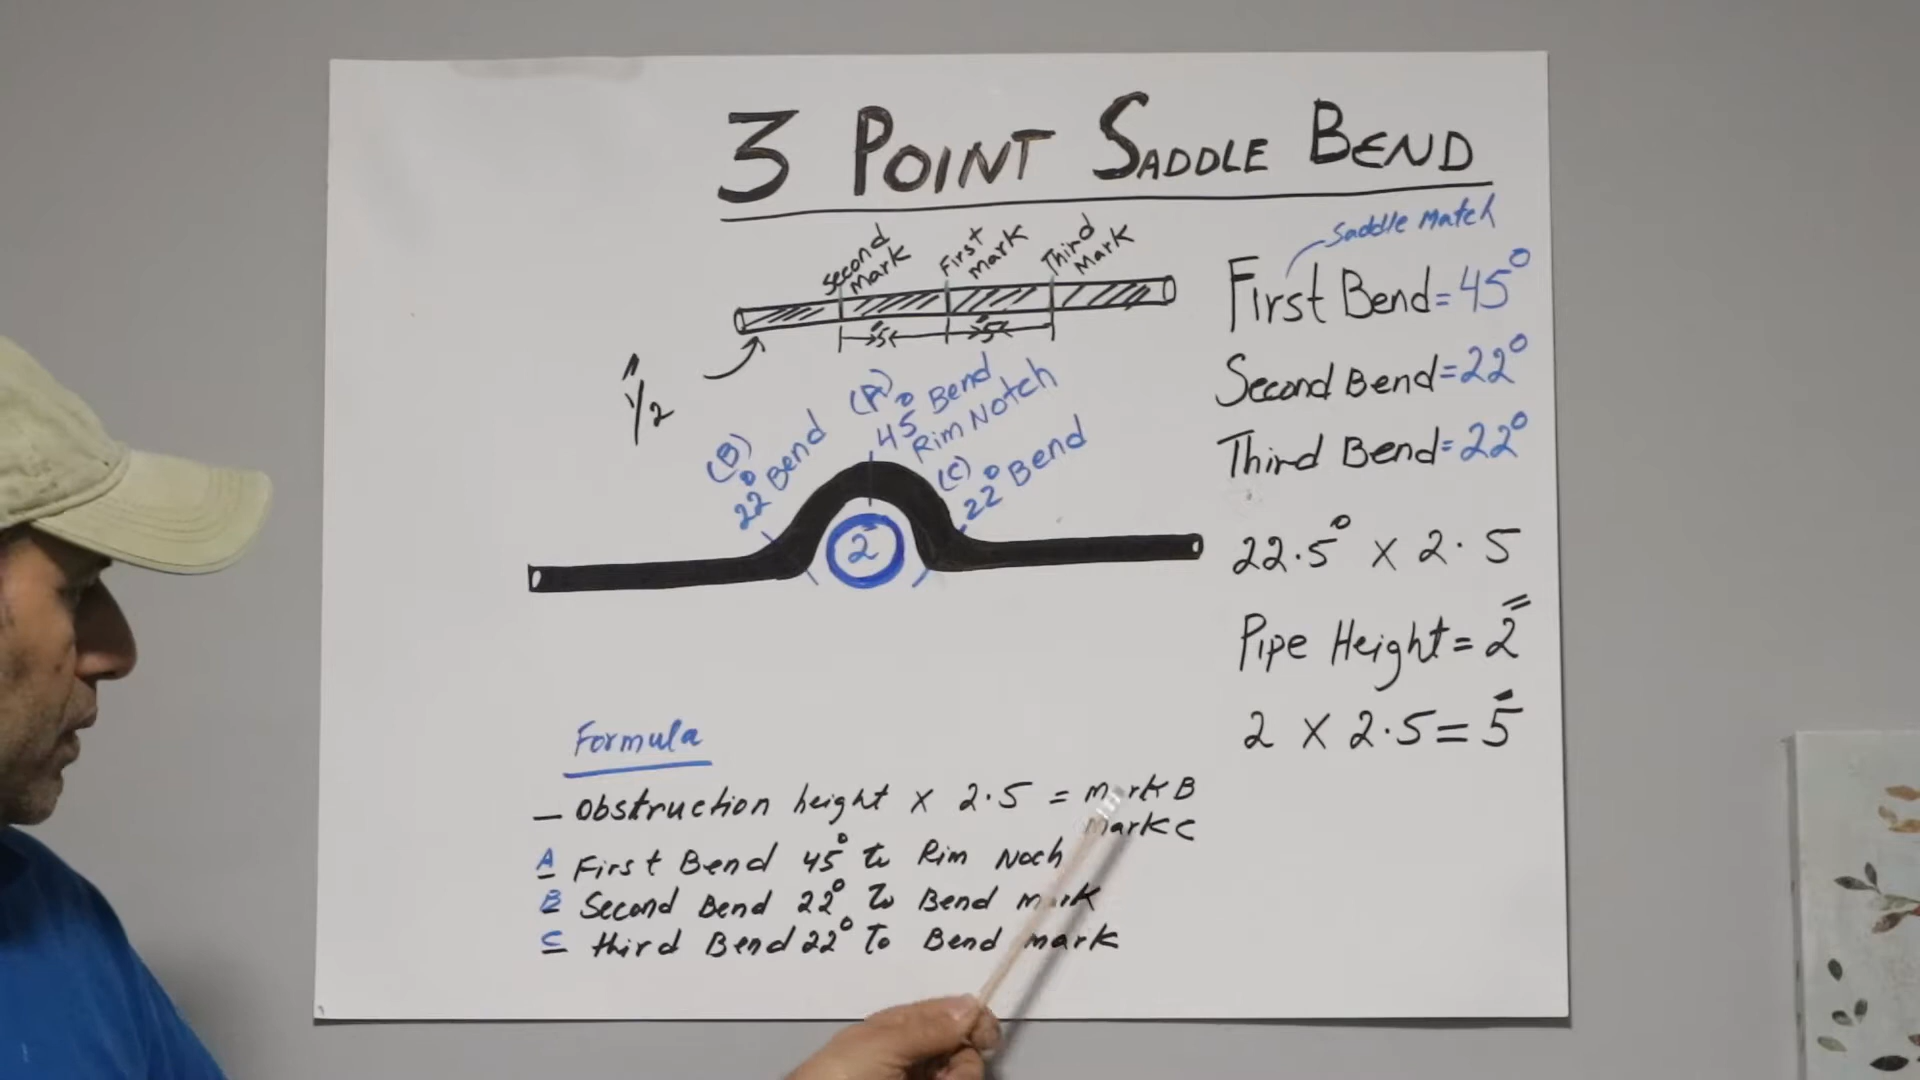 3 POINT SADDLE BEND
Saddle Match
Second Mark
First mark
Third Mark
5"
5"
1/2"
(A)
45° Bend
Rim Notch
(B)
22° Bend
(C)
22° Bend
2"
First Bend = 45°
Second Bend = 22°
Third Bend = 22°
22.5° x 2.5
Pipe Height = 2"
2 x 2.5 = 5"
Formula
— Obstruction height x 2.5 = mark B
mark C
A First Bend 45° to Rim Noch
B Second Bend 22° to Bend mark
C third Bend 22° To Bend mark